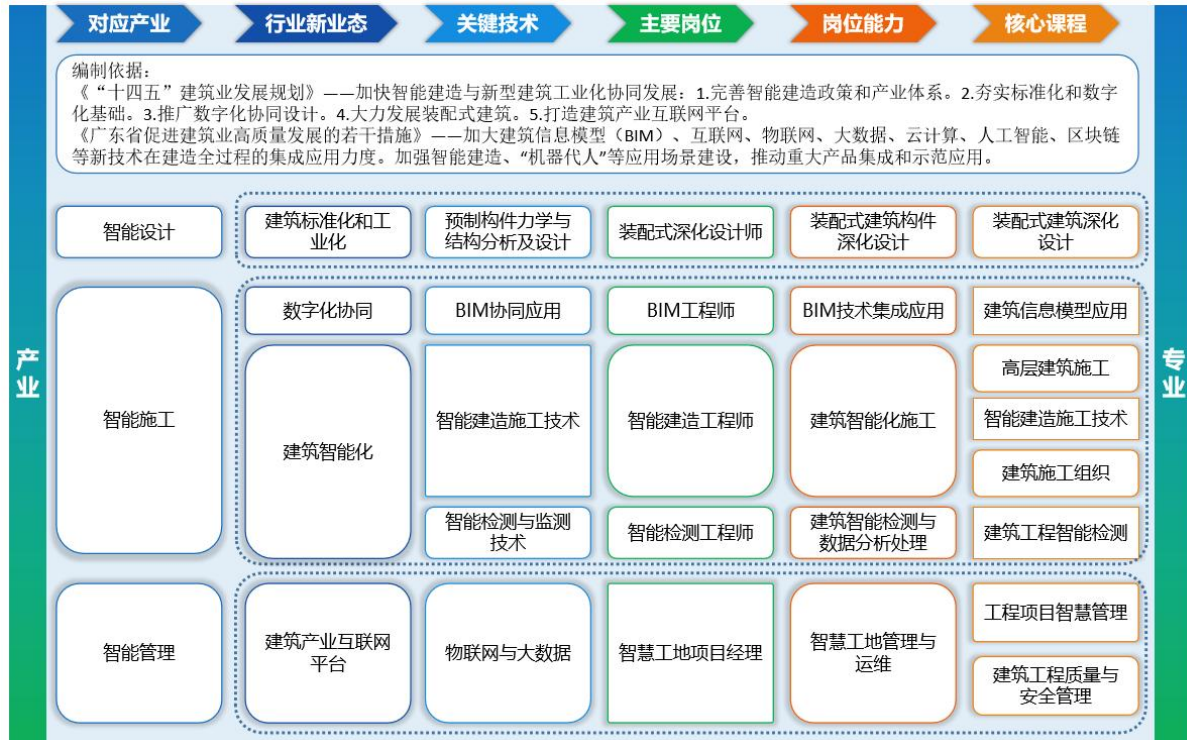 对应产业
行业新业态
关键技术
主要岗位
岗位能力
核心课程
编制依据：
《“十四五”建筑业发展规划》——加快智能建造与新型建筑工业化协同发展：1.完善智能建造政策和产业体系。2.夯实标准化和数字
化基础。3.推广数字化协同设计。4.大力发展装配式建筑。5.打造建筑产业互联网平台。
《广东省促进建筑业高质量发展的若干措施》——加大建筑信息模型（BIM）、互联网、物联网、大数据、云计算、人工智能、区块链
等新技术在建造全过程的集成应用力度。加强智能建造、“机器代人”等应用场景建设，推动重大产品集成和示范应用。
产业
专业
智能设计
建筑标准化和工
业化
预制构件力学与
结构分析及设计
装配式深化设计师
装配式建筑构件
深化设计
装配式建筑深化
设计
智能施工
数字化协同
BIM协同应用
BIM工程师
BIM技术集成应用
建筑信息模型应用
建筑智能化
智能建造施工技术
智能建造工程师
建筑智能化施工
高层建筑施工
智能建造施工技术
建筑施工组织
智能检测与监测
技术
智能检测工程师
建筑智能检测与
数据分析处理
建筑工程智能检测
智能管理
建筑产业互联网
平台
物联网与大数据
智慧工地项目经理
智慧工地管理与
运维
工程项目智慧管理
建筑工程质量与
安全管理